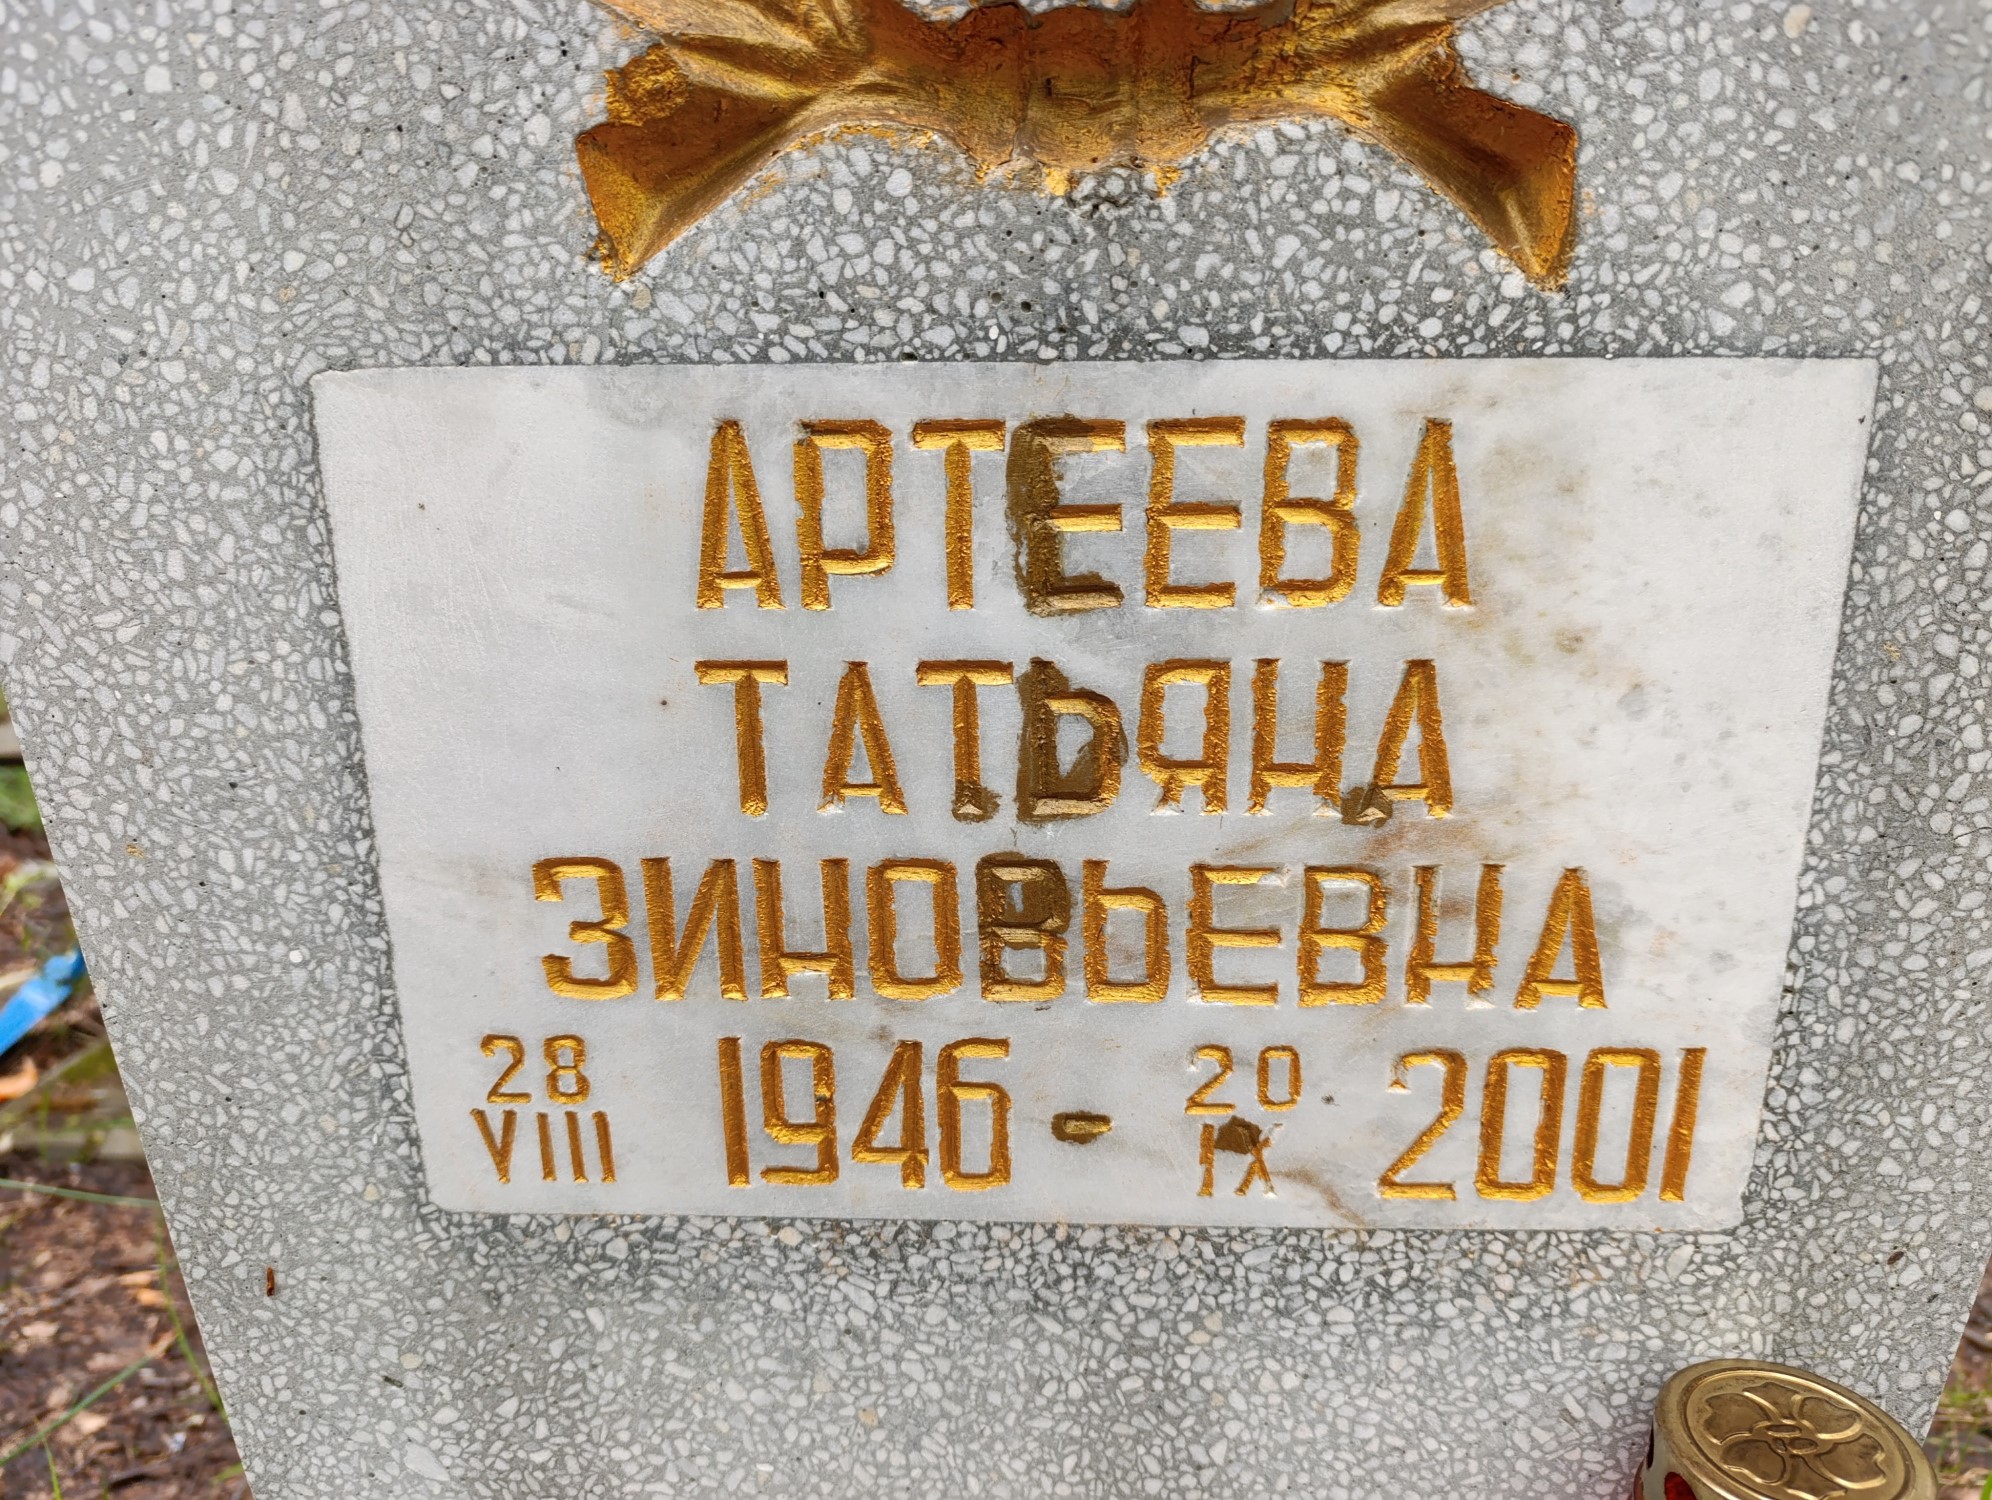 АРТЕЕВА
ТАТЬЯНА
ЗИНОВЬЕВНА
28 VIII 1946 - 20 IX 2001